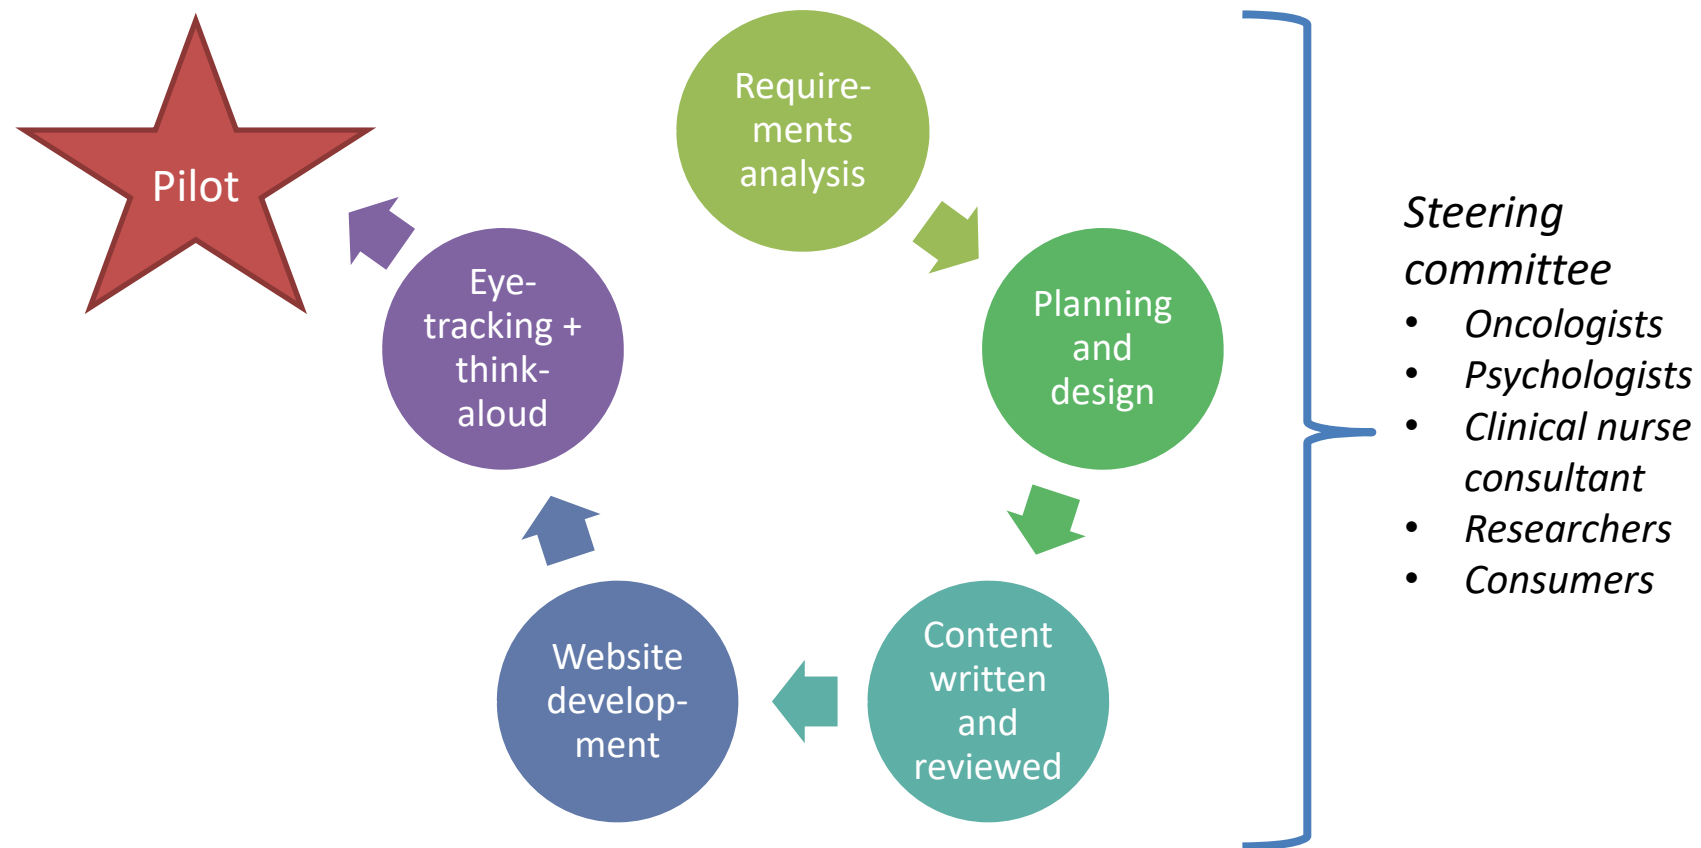 Pilot
Require-
ments
analysis
Planning
and
design
Content
written
and
reviewed
Website
develop-
ment
Eye-
tracking +
think-
aloud
Steering
committee
• Oncologists
• Psychologists
• Clinical nurse
consultant
• Researchers
• Consumers